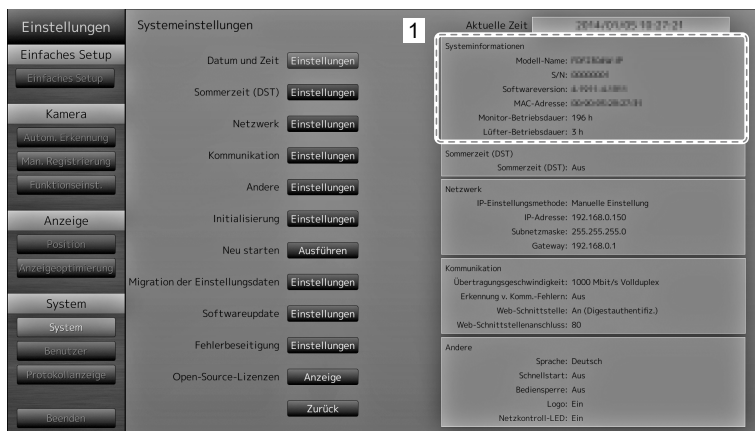 Einstellungen
Einfaches Setup
Einfaches Setup
Kamera
Autom. Erkennung
Man. Registrierung
Funktionseinst.
Anzeige
Position
Anzeigeoptimierung
System
System
Benutzer
Protokollanzeige
Beenden
Systemeinstellungen
Datum und Zeit Einstellungen
Sommerzeit (DST) Einstellungen
Netzwerk Einstellungen
Kommunikation Einstellungen
Andere Einstellungen
Initialisierung Einstellungen
Neu starten Ausführen
Migration der Einstellungsdaten Einstellungen
Softwareupdate Einstellungen
Fehlerbeseitigung Einstellungen
Open-Source-Lizenzen Anzeige
Zurück
1
Aktuelle Zeit
Systeminformationen
Modell-Name:
S/N:
Softwareversion:
MAC-Adresse:
Monitor-Betriebsdauer: 196 h
Lüfter-Betriebsdauer: 3 h
Sommerzeit (DST)
Sommerzeit (DST): Aus
Netzwerk
IP-Einstellungsmethode: Manuelle Einstellung
IP-Adresse: 192.168.0.150
Subnetzmaske: 255.255.255.0
Gateway: 192.168.0.1
Kommunikation
Übertragungsgeschwindigkeit: 1000 Mbit/s Vollduplex
Erkennung v. Komm.-Fehlern: Aus
Web-Schnittstelle: An (Digestauthentifiz.)
Web-Schnittstellenanschluss: 80
Andere
Sprache: Deutsch
Schnellstart: Aus
Bediensperre: Aus
Logo: Ein
Netzkontroll-LED: Ein